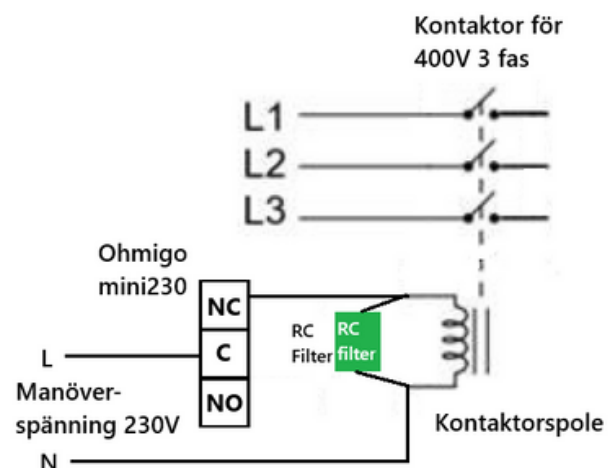 Kontaktor för
400V 3 fas
L1
L2
L3
Ohmigo
mini230
NC
C
NO
RC
Filter
RC
filter
L
Manöver-
spänning 230V
N
Kontaktorspole